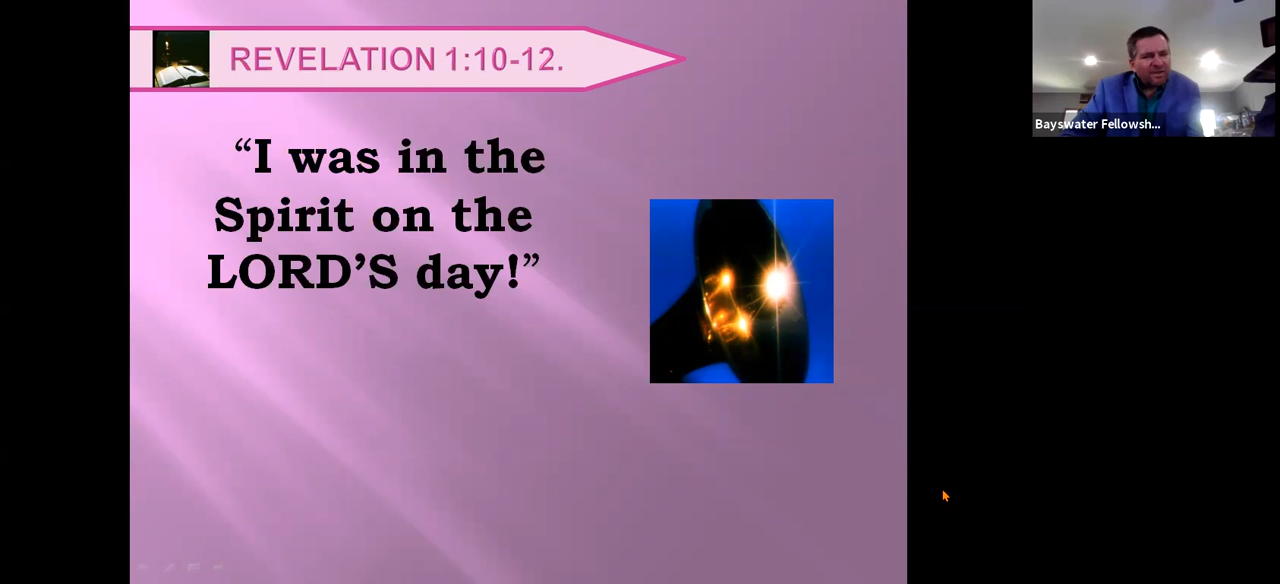 REVELATION 1:10-12.
“I was in the
Spirit on the
LORD’S day!”
Bayswater Fellowsh...